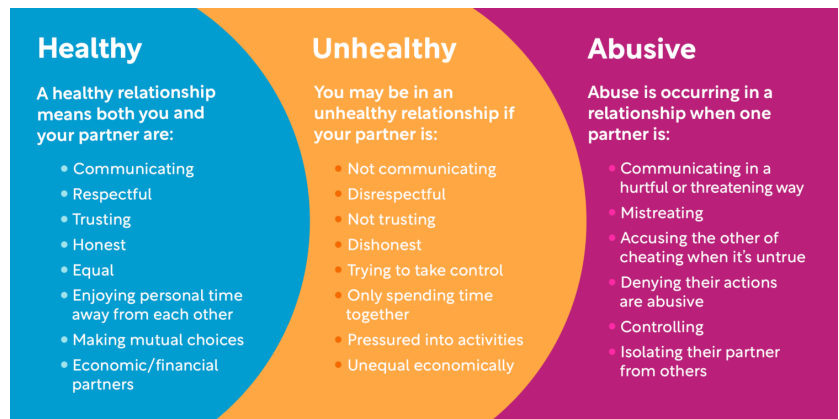 Healthy
A healthy relationship
means both you and
your partner are:
• Communicating
• Respectful
• Trusting
• Honest
• Equal
• Enjoying personal time
away from each other
• Making mutual choices
• Economic/financial
partners
Unhealthy
You may be in an
unhealthy relationship if
your partner is:
• Not communicating
• Disrespectful
• Not trusting
• Dishonest
• Trying to take control
• Only spending time
together
• Pressured into activities
• Unequal economically
Abusive
Abuse is occurring in a
relationship when one
partner is:
• Communicating in a
hurtful or threatening way
• Mistreating
• Accusing the other of
cheating when it's untrue
• Denying their actions
are abusive
• Controlling
• Isolating their partner
from others